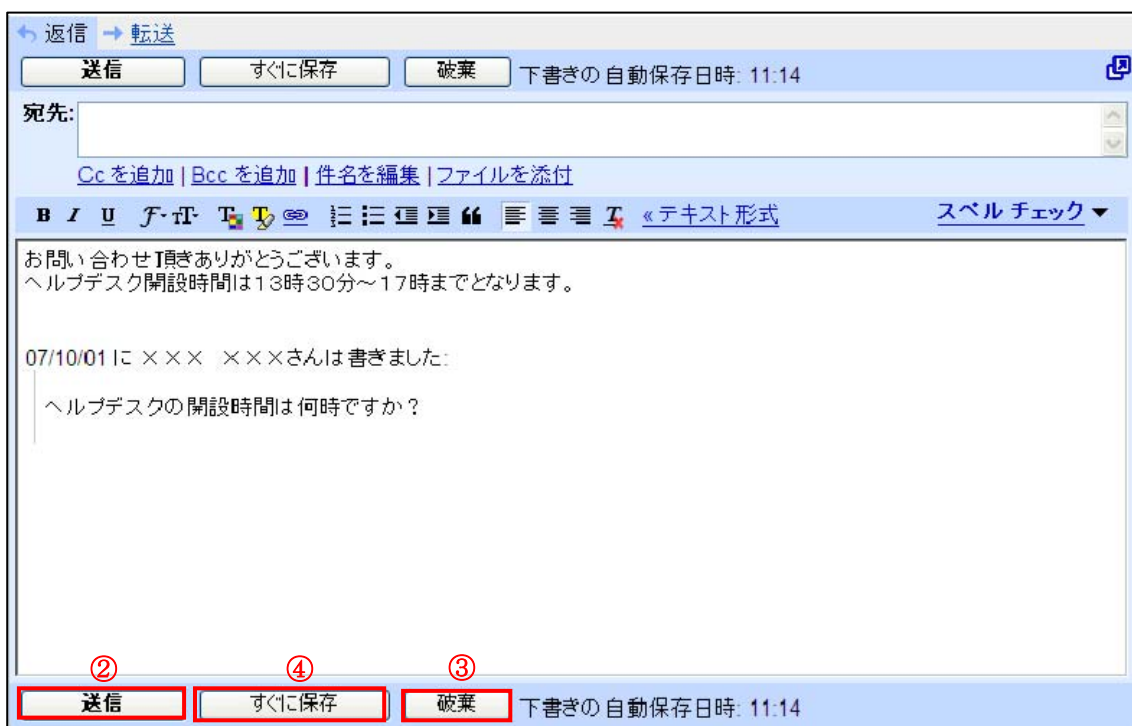 返信 転送
送信 すぐに保存 破棄 下書きの自動保存日時: 11:14
宛先:
Cc を追加 | Bcc を追加 | 件名を編集 | ファイルを添付
B I U F TT T T T «テキスト形式 スペル チェック ▼
お問い合わせ頂きありがとうございます。
ヘルプデスク開設時間は13時30分～17時までとなります。
07/10/01 に ××× ×××さんは書きました:
ヘルプデスクの開設時間は何時ですか？
② ④ ③
送信 すぐに保存 破棄 下書きの自動保存日時: 11:14